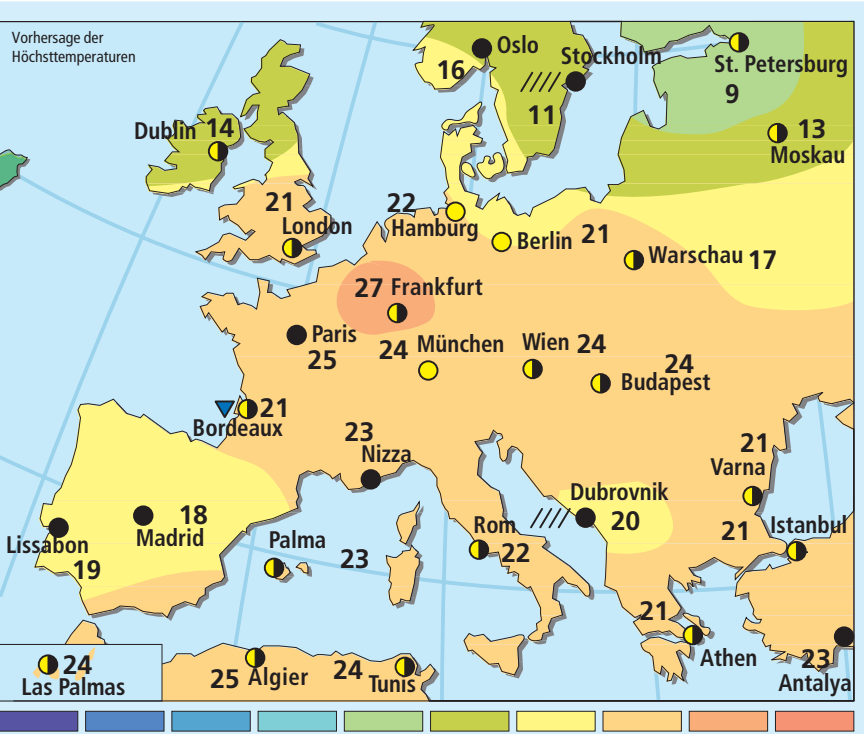 Vorhersage der
Höchsttemperaturen
Oslo
16
Stockholm
11
St. Petersburg
9
Dublin 14
13
Moskau
21
London
22
Hamburg
Berlin 21
Warschau 17
27 Frankfurt
Paris
25
24 München
Wien 24
24
Budapest
21
Bordeaux
23
Nizza
21
Varna
Dubrovnik
20
18
Madrid
Lissabon
19
Palma
23
Rom
22
21
Istanbul
21
Athen
24
Las Palmas
25 Algier
24
Tunis
23
Antalya